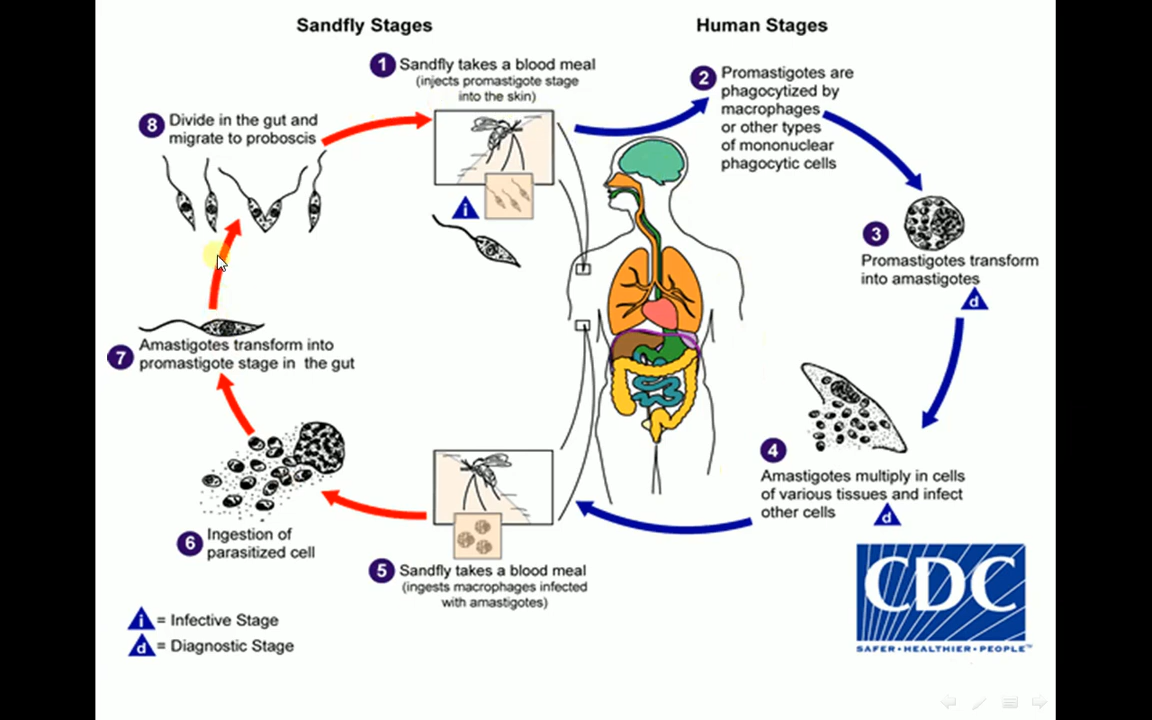 Sandfly Stages
Human Stages
1
Sandfly takes a blood meal
(injects promastigote stage
into the skin)
i
2
Promastigotes are
phagocytized by
macrophages
or other types
of mononuclear
phagocytic cells
3
Promastigotes transform
into amastigotes
d
4
Amastigotes multiply in cells
of various tissues and infect
other cells
d
5
Sandfly takes a blood meal
(ingests macrophages infected
with amastigotes)
6
Ingestion of
parasitized cell
7
Amastigotes transform into
promastigote stage in the gut
8
Divide in the gut and
migrate to proboscis
i = Infective Stage
d = Diagnostic Stage
CDC
SAFER•HEALTHIER•PEOPLE™